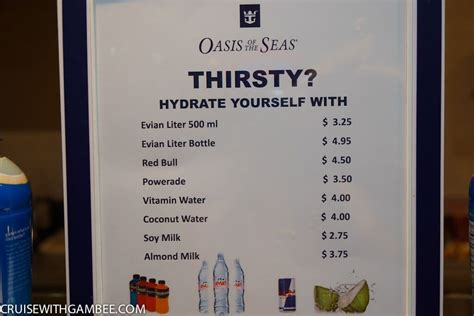 OASIS OF THE SEAS®
THIRSTY?
HYDRATE YOURSELF WITH
Evian Liter 500 ml $ 3.25
Evian Liter Bottle $ 4.95
Red Bull $ 4.50
Powerade $ 3.50
Vitamin Water $ 4.00
Coconut Water $ 4.00
Soy Milk $ 2.75
Almond Milk $ 3.75
CRUISEWITHGAMBEE.COM